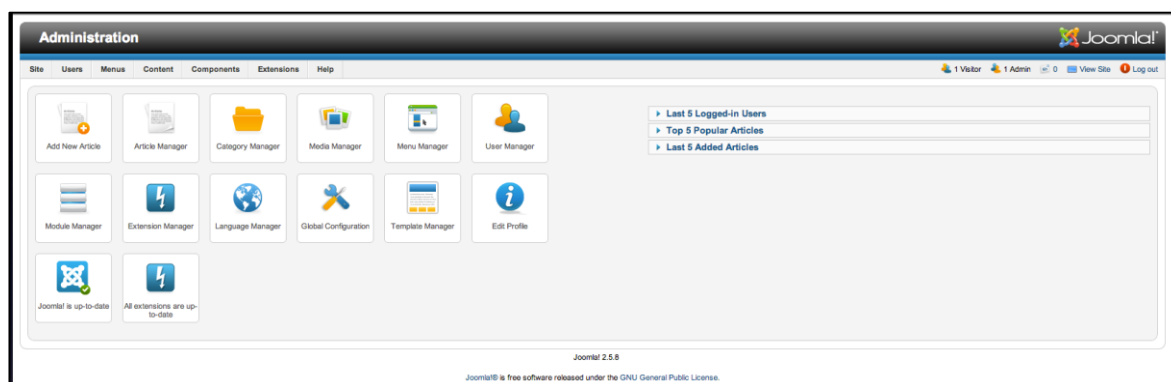 Administration
Joomla!
Site Users Menus Content Components Extensions Help
1 Visitor 1 Admin 0 View Site Log out
Add New Article Article Manager Category Manager Media Manager Menu Manager User Manager
Last 5 Logged-in Users
Top 5 Popular Articles
Last 5 Added Articles
Module Manager Extension Manager Language Manager Global Configuration Template Manager Edit Profile
Joomla! is up-to-date All extensions are up-
to-date
Joomla! 2.5.8
Joomla!® is free software released under the GNU General Public License.